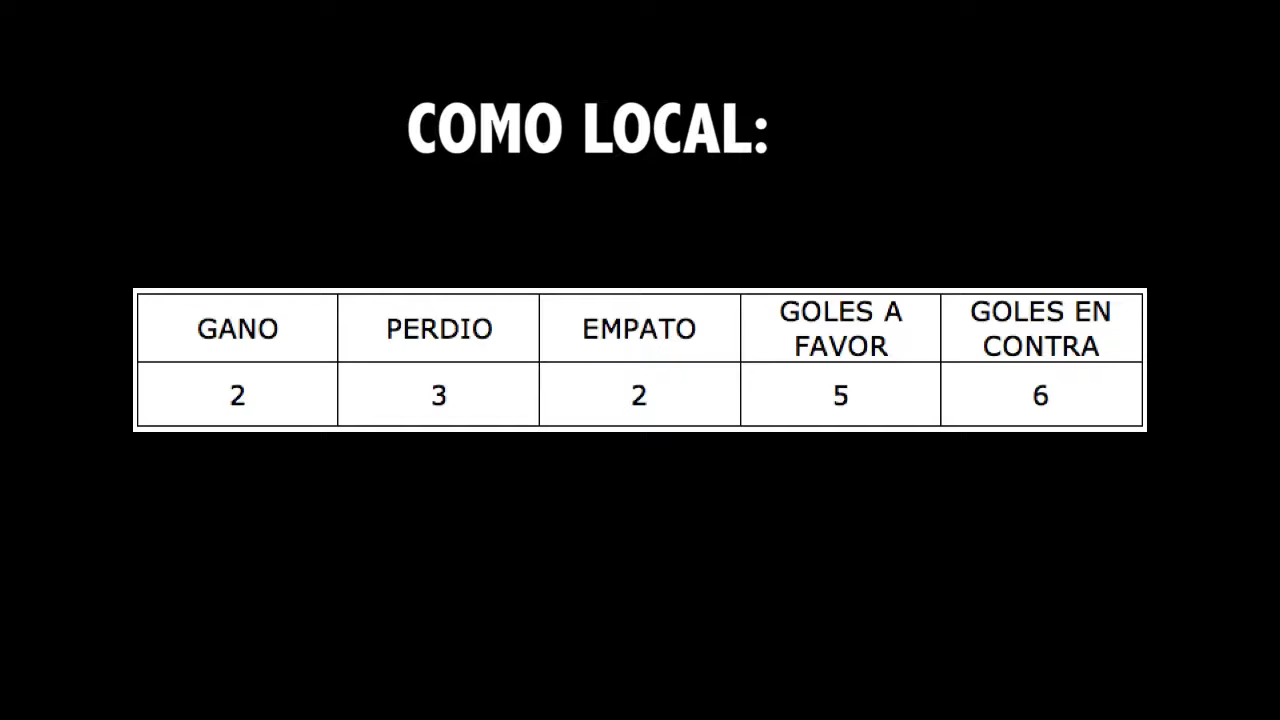 COMO LOCAL:
GANO PERDIO EMPATO GOLES A FAVOR GOLES EN CONTRA
2 3 2 5 6